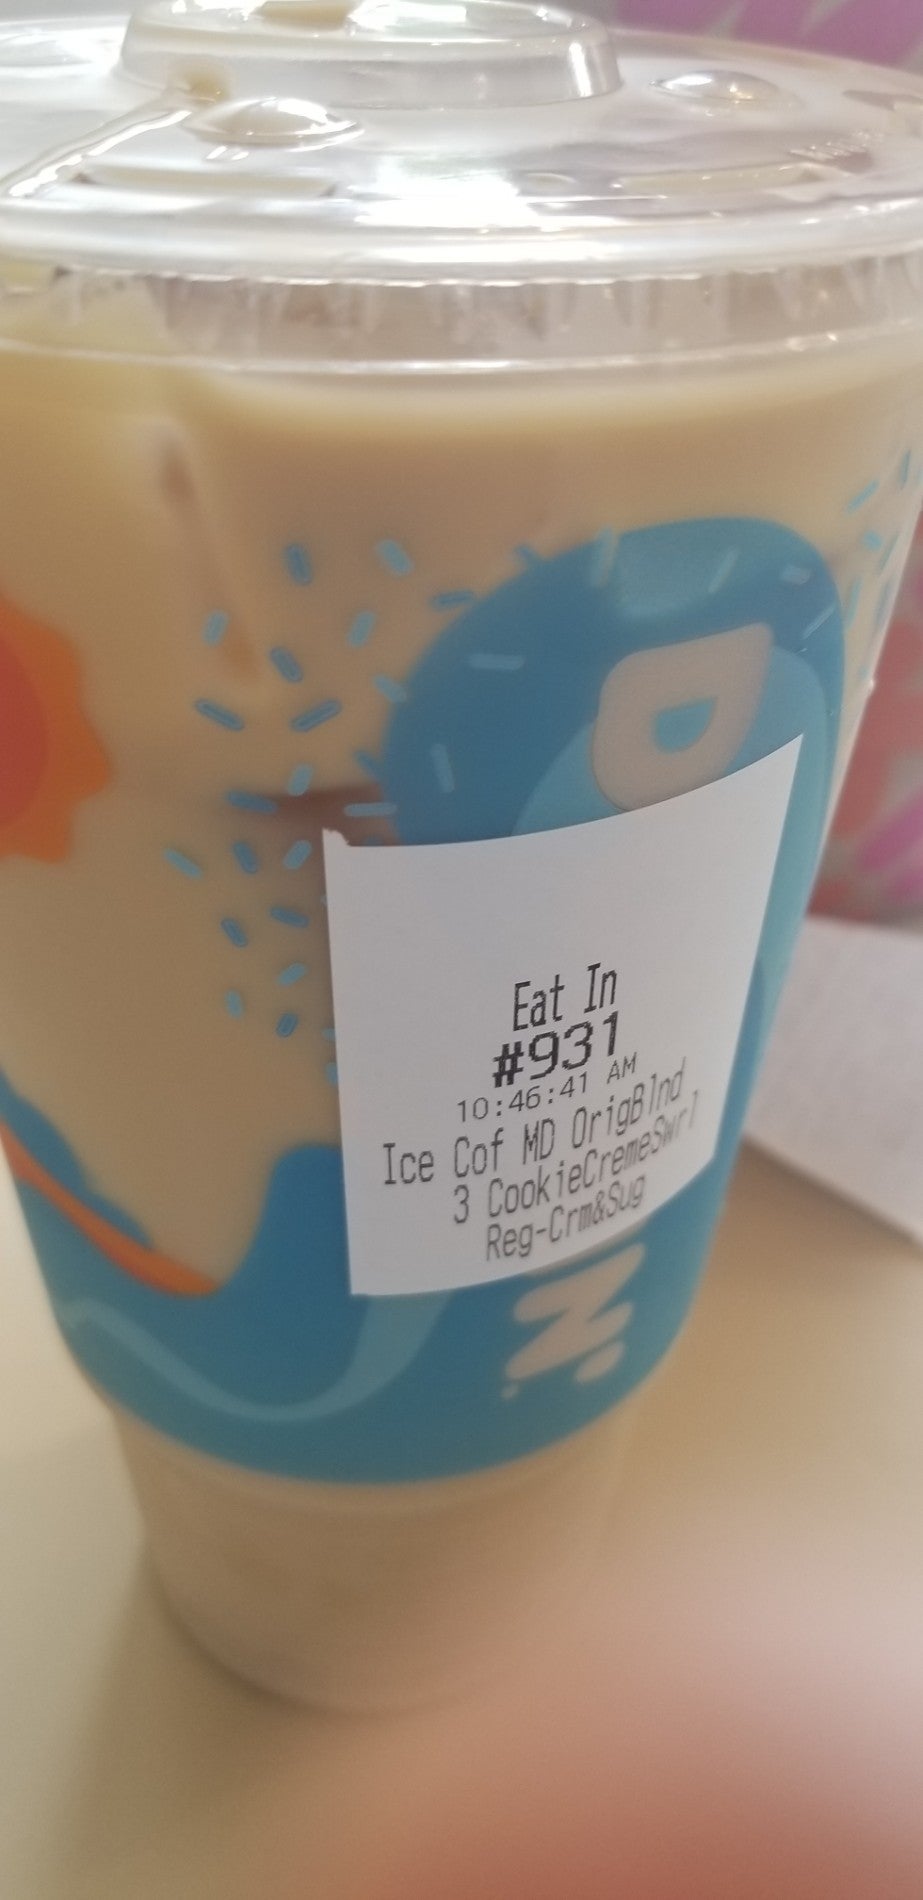 D
Eat In
#931
10:46:41 AM
Ice Cof MD OrigBlnd
3 CookieCremeSwrl
Reg-Crm&Sug
N